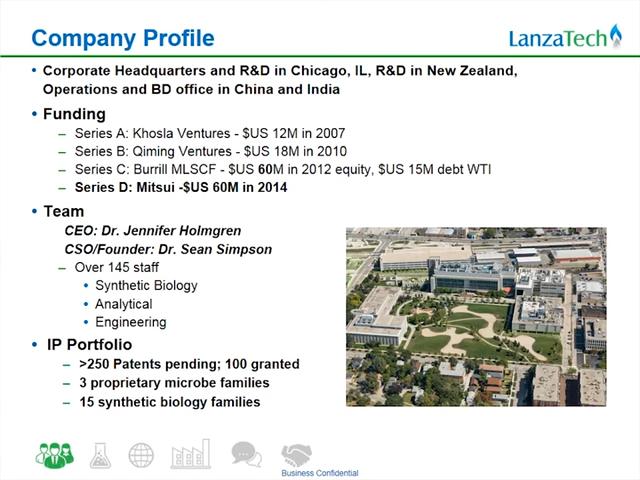 Company Profile
LanzaTech
• Corporate Headquarters and R&D in Chicago, IL, R&D in New Zealand,
Operations and BD office in China and India
• Funding
– Series A: Khosla Ventures - $US 12M in 2007
– Series B: Qiming Ventures - $US 18M in 2010
– Series C: Burrill MLSCF - $US 60M in 2012 equity, $US 15M debt WTI
– Series D: Mitsui -$US 60M in 2014
• Team
CEO: Dr. Jennifer Holmgren
CSO/Founder: Dr. Sean Simpson
– Over 145 staff
• Synthetic Biology
• Analytical
• Engineering
• IP Portfolio
– >250 Patents pending; 100 granted
– 3 proprietary microbe families
– 15 synthetic biology families
Business Confidential